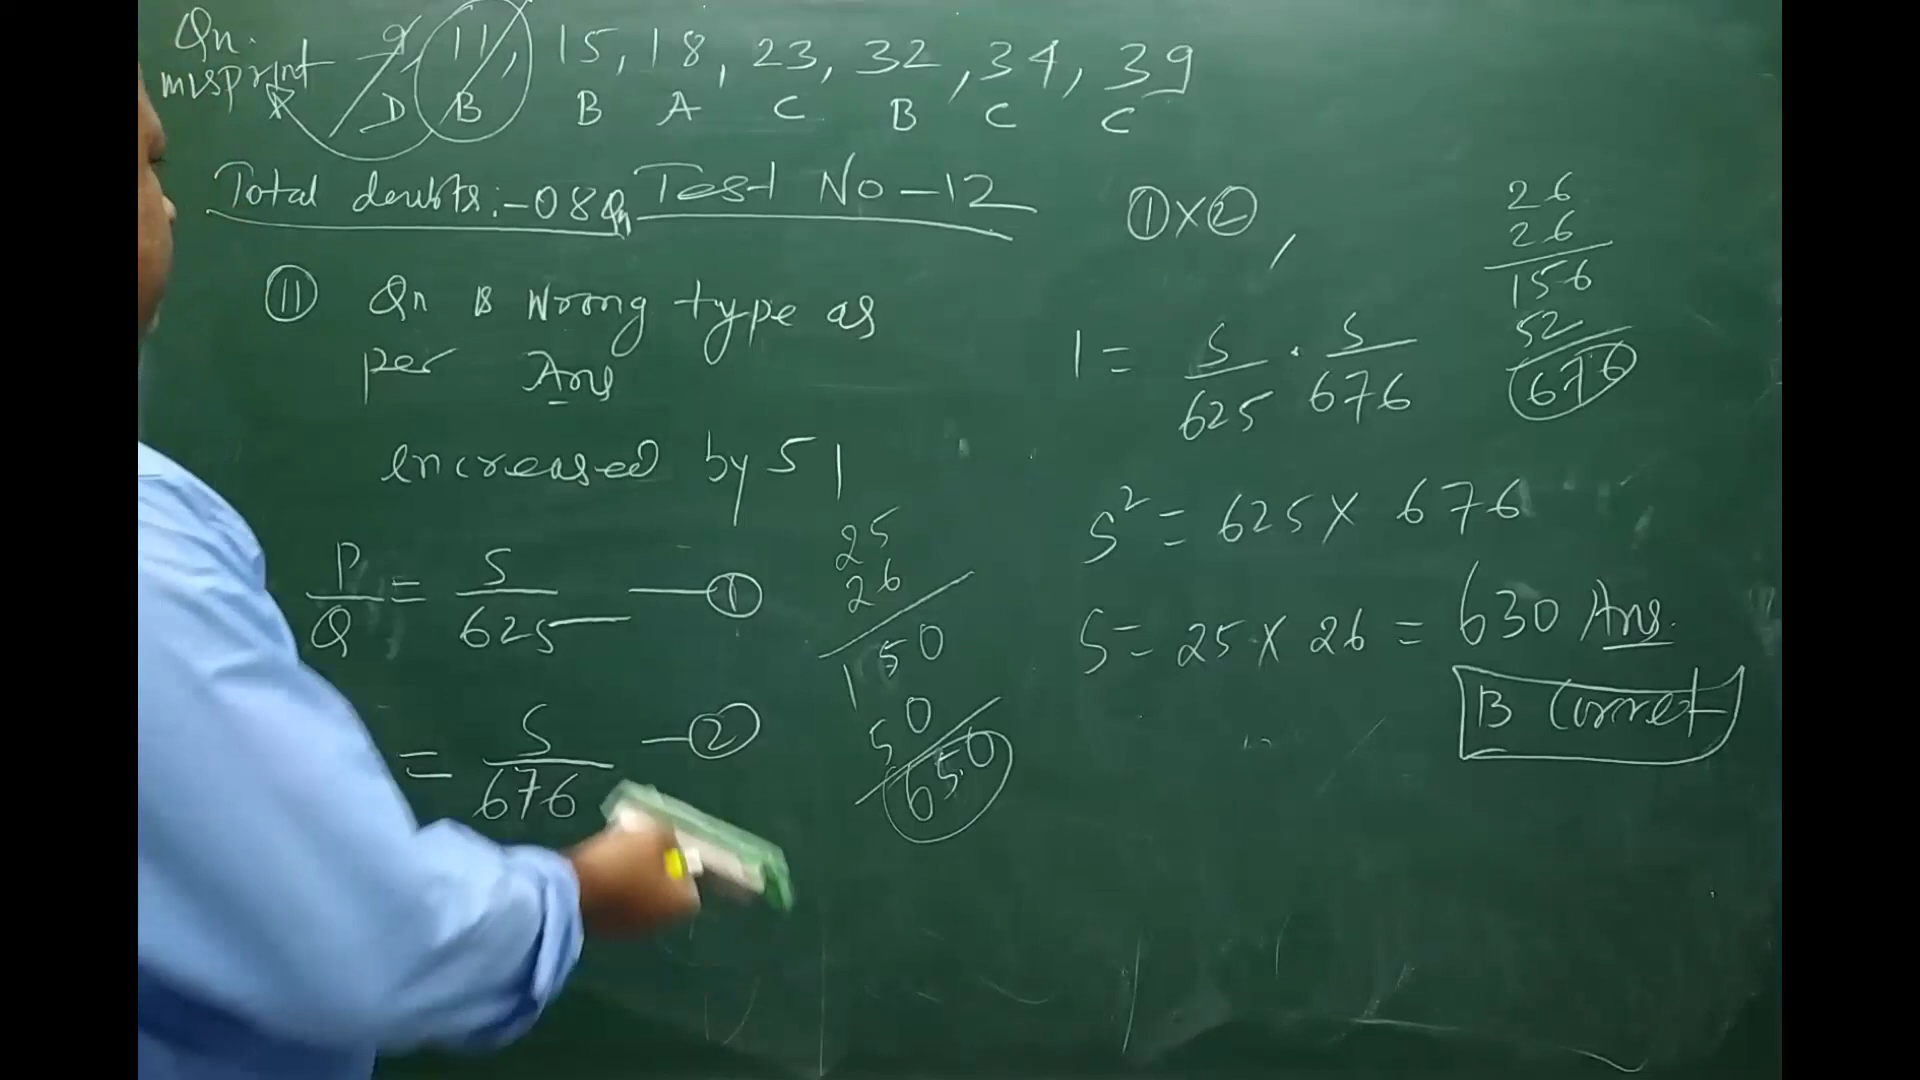 Qn. 9, 11, 15, 18, 23, 32, 34, 39
misprint D B B A C B C C
Total doubts:-08Qn Test No-12
11 Qn is wrong type as
per Ans
increased by 51
P/Q = S/625 — 1
= S/676 — 2
25
26
150
50
650
1 × 2,
1 = S/625 · S/676
S² = 625 × 676
S = 25 × 26 = 630 Ans.
B Correct
26
26
156
52
676